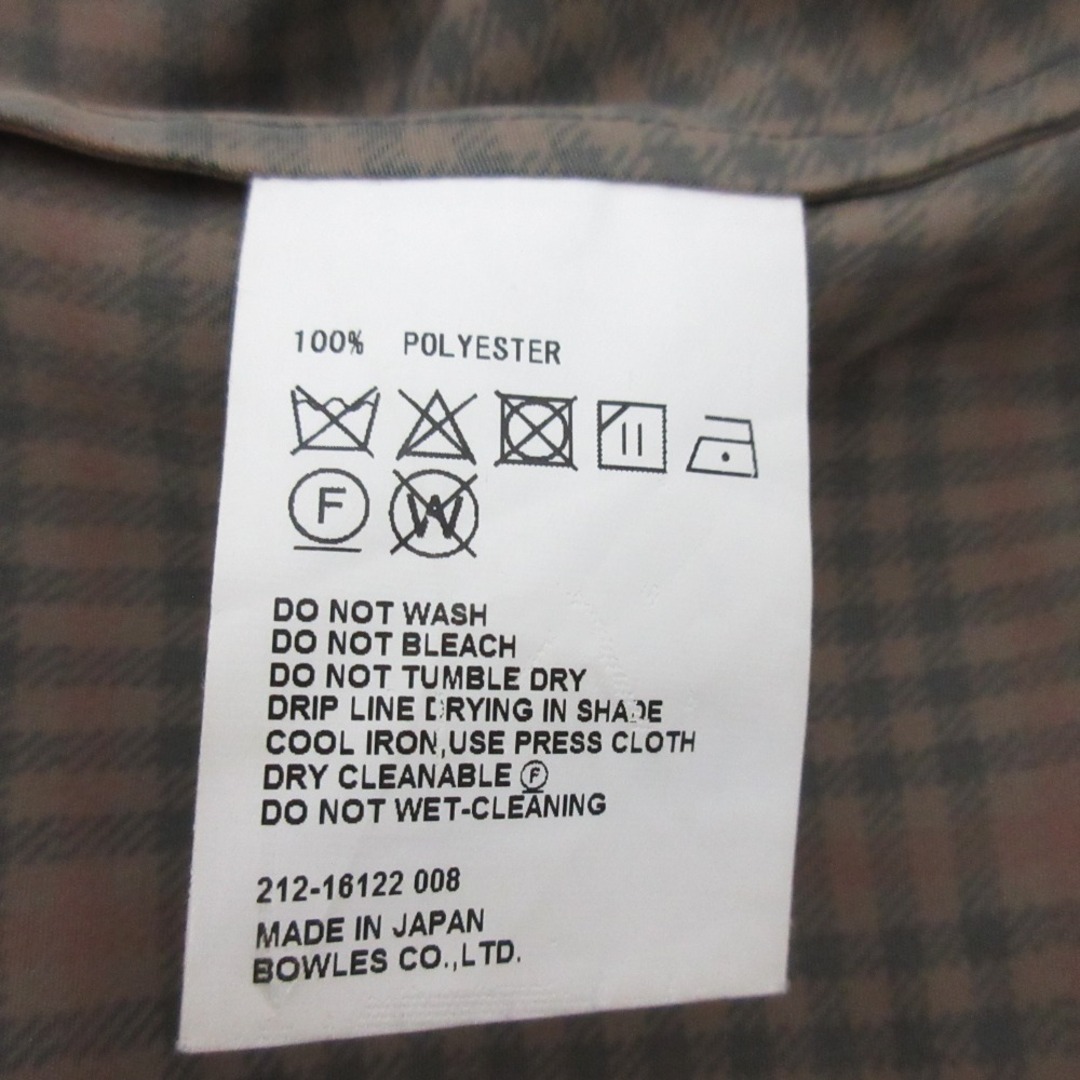 100% POLYESTER
F W
DO NOT WASH
DO NOT BLEACH
DO NOT TUMBLE DRY
DRIP LINE DRYING IN SHADE
COOL IRON,USE PRESS CLOTH
DRY CLEANABLE Ⓕ
DO NOT WET-CLEANING
212-16122 008
MADE IN JAPAN
BOWLES CO.,LTD.